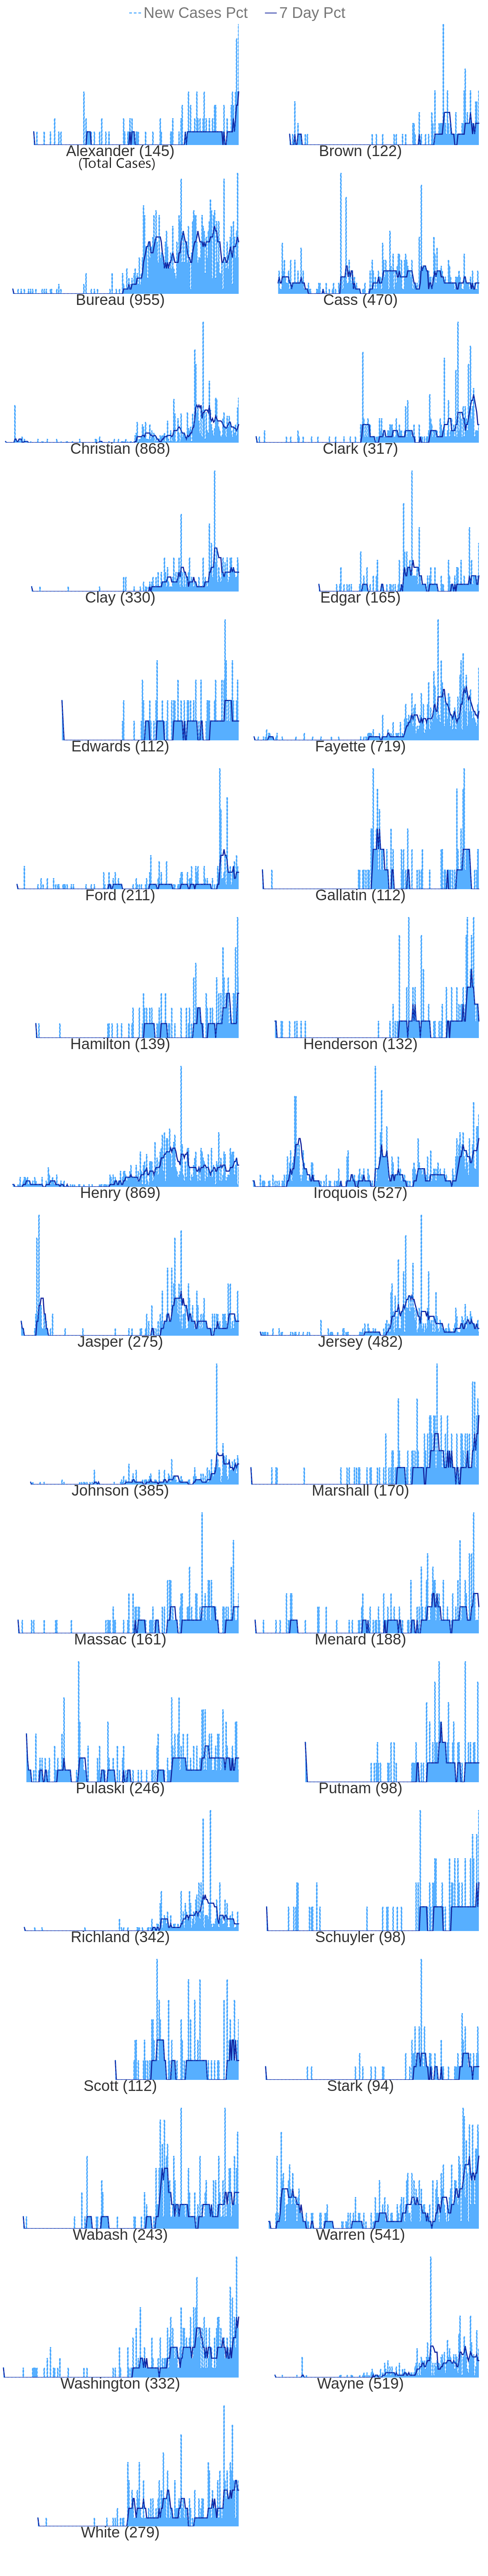 New Cases Pct 7 Day Pct
Alexander (145) Brown (122)
(Total Cases)
Bureau (955) Cass (470)
Christian (868) Clark (317)
Clay (330) Edgar (165)
Edwards (112) Fayette (719)
Ford (211) Gallatin (112)
Hamilton (139) Henderson (132)
Henry (869) Iroquois (527)
Jasper (275) Jersey (482)
Johnson (385) Marshall (170)
Massac (161) Menard (188)
Pulaski (246) Putnam (98)
Richland (342) Schuyler (98)
Scott (112) Stark (94)
Wabash (243) Warren (541)
Washington (332) Wayne (519)
White (279)